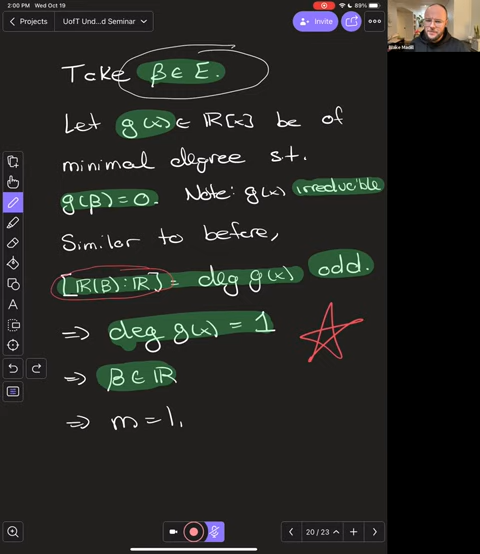 2:00 PM Wed Oct 19
89%
Projects
UofT Und...d Seminar
Invite
Blake Madill
Take β ∈ E.
Let g(x) ∈ ℝ[x] be of
minimal degree s.t.
g(β) = 0. Note: g(x) irreducible
Similar to before,
[ℝ(β):ℝ] = deg g(x) odd.
⇒ deg g(x) = 1
⇒ β ∈ ℝ
⇒ m = 1.
A
20 / 23